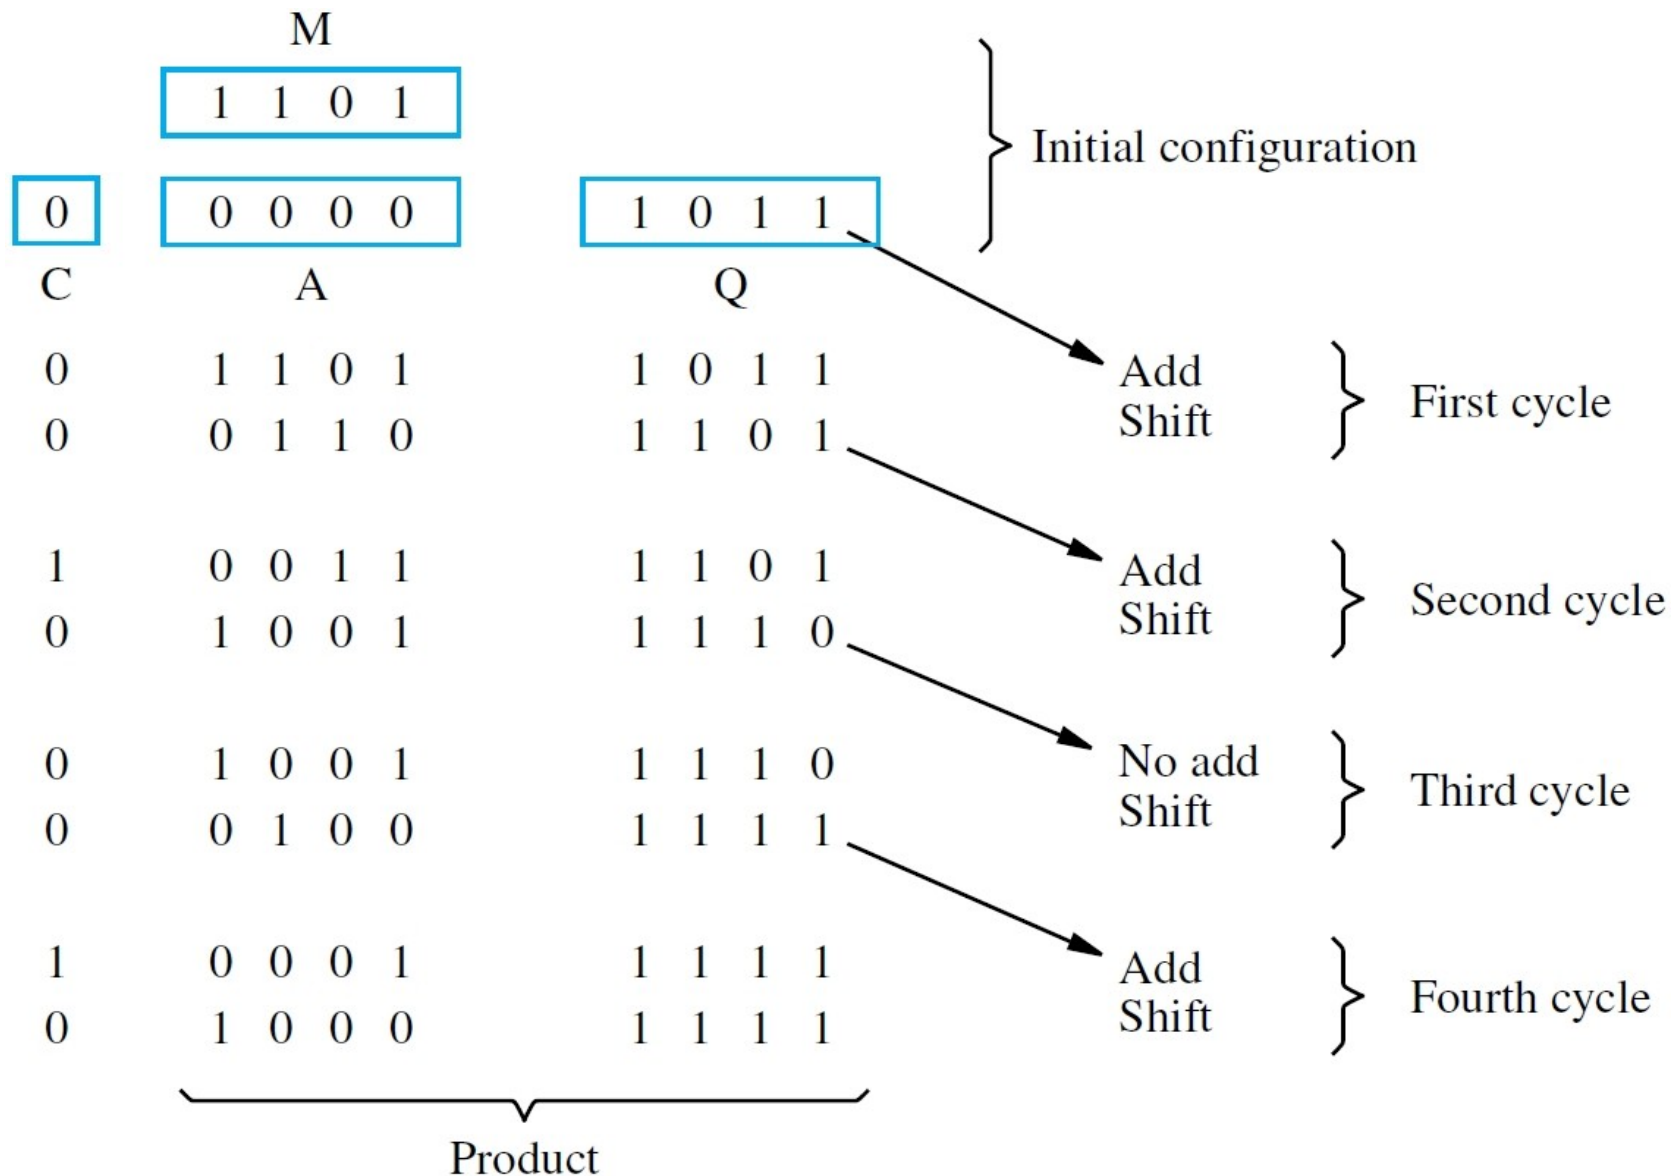 M
1 1 0 1
Initial configuration
0 0 0 0 0 1 0 1 1
C A Q
0 1 1 0 1 1 0 1 1 Add
First cycle
0 0 1 1 0 1 1 0 1 Shift
1 0 0 1 1 1 1 0 1 Add
Second cycle
0 1 0 0 1 1 1 1 0 Shift
0 1 0 0 1 1 1 1 0 No add
Third cycle
0 0 1 0 0 1 1 1 1 Shift
1 0 0 0 1 1 1 1 1 Add
Fourth cycle
0 1 0 0 0 1 1 1 1 Shift
Product